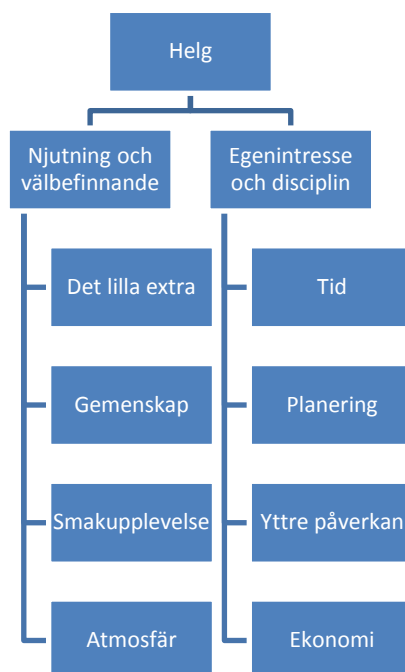 Helg
Njutning och
välbefinnande
Egenintresse
och disciplin
Det lilla extra
Tid
Gemenskap
Planering
Smakupplevelse
Yttre påverkan
Atmosfär
Ekonomi